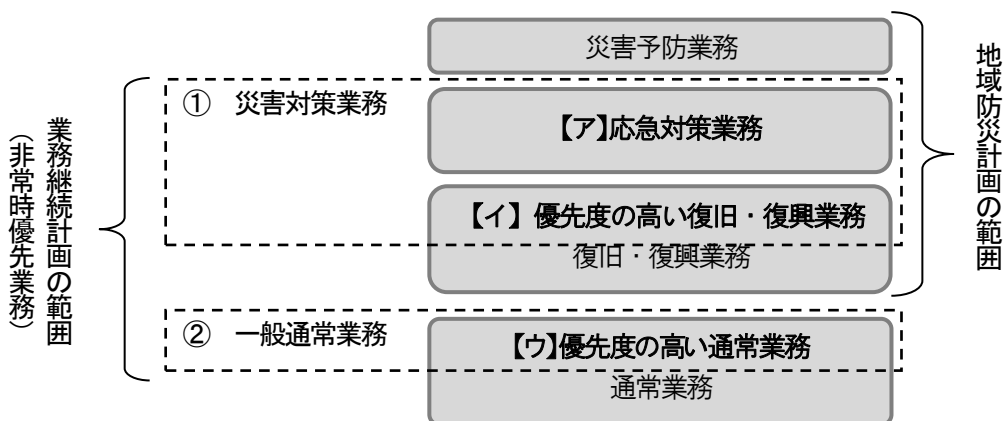 災害予防業務
① 災害対策業務
【ア】応急対策業務
【イ】優先度の高い復旧・復興業務
復旧・復興業務
② 一般通常業務
【ウ】優先度の高い通常業務
通常業務
業務継続計画の範囲
（非常時優先業務）
地域防災計画の範囲